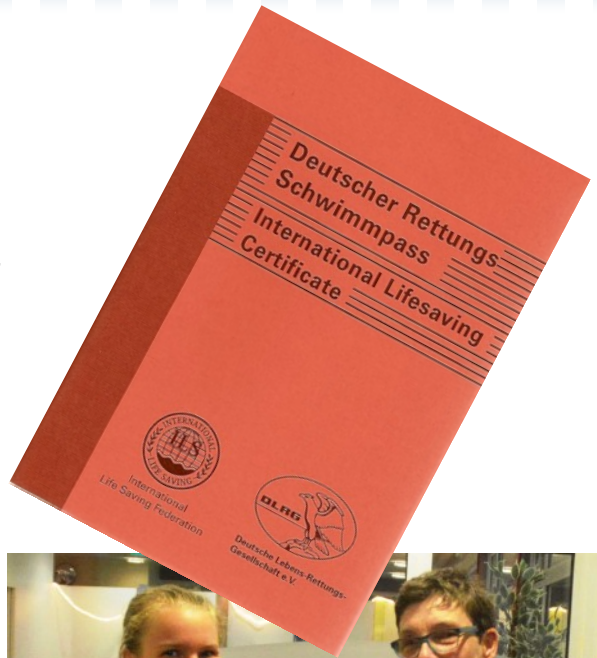 Deutscher Rettungs
Schwimmpass
International Lifesaving
Certificate
INTERNATIONAL
ILS
LIFE SAVING
International
Life Saving Federation
DLRG
Deutsche Lebens-Rettungs-
Gesellschaft e.V.